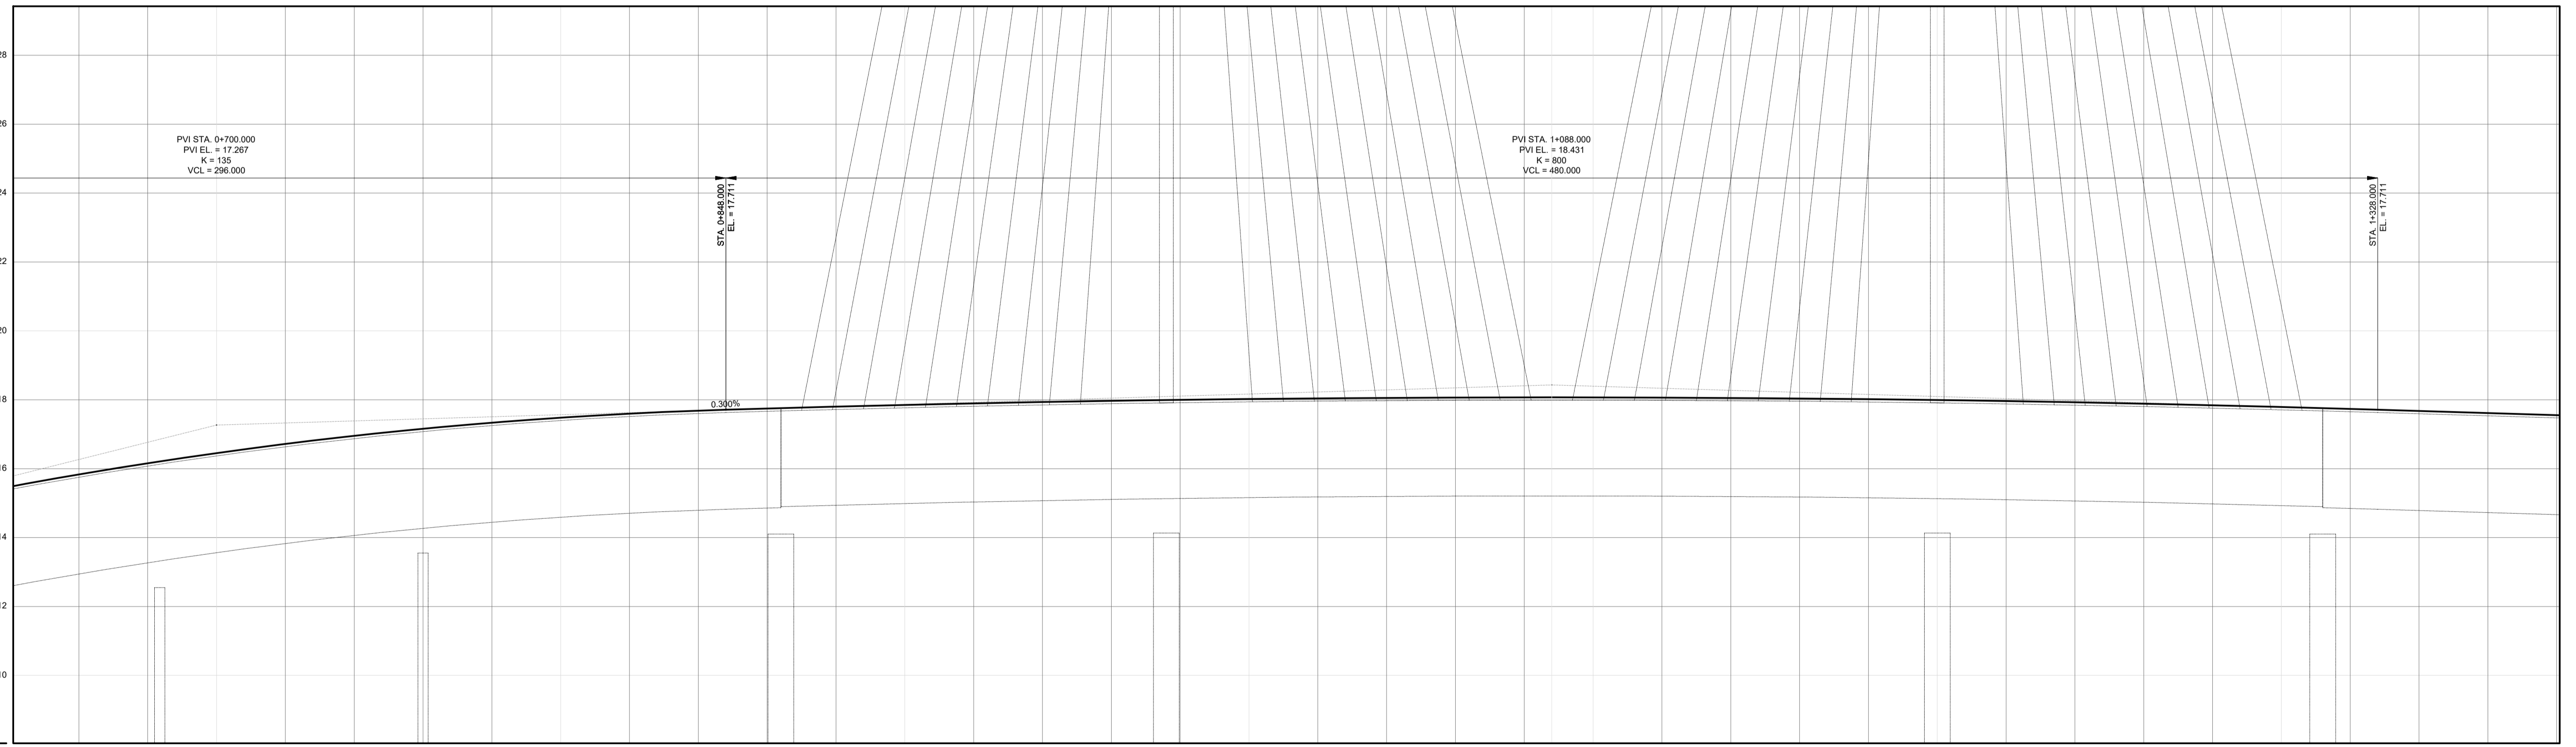 28
26
24
22
20
18
16
14
12
10
PVI STA. 0+700.000
PVI EL. = 17.267
K = 135
VCL = 296.000
STA. 0+848.000
EL. = 17.711
0.300%
PVI STA. 1+088.000
PVI EL. = 18.431
K = 800
VCL = 480.000
STA. 1+328.000
EL. = 17.711